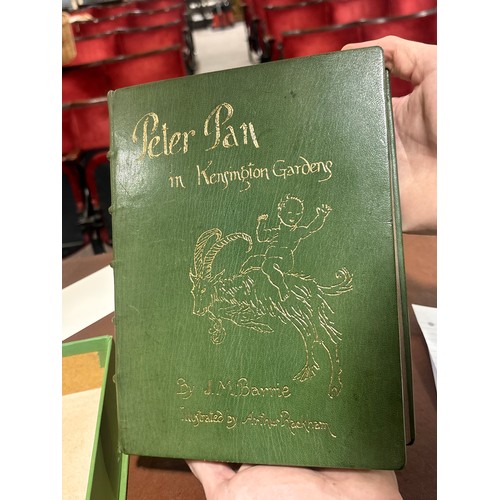 Peter Pan
in Kensington Gardens
By J. M. Barrie
Illustrated by Arthur Rackham